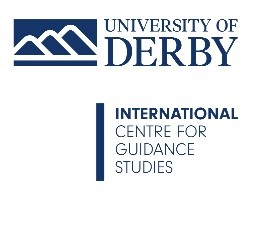 UNIVERSITY OF
DERBY
INTERNATIONAL
CENTRE FOR
GUIDANCE
STUDIES